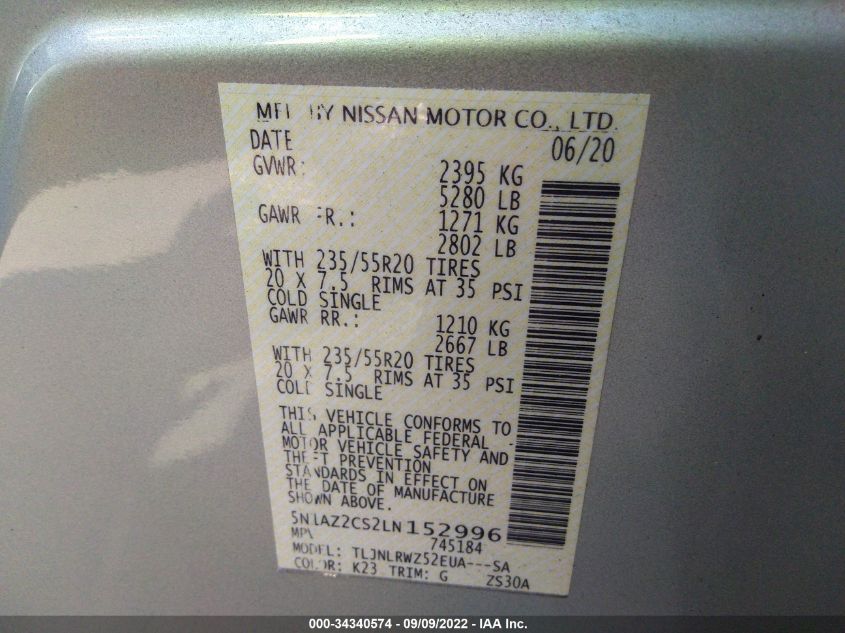 MFD BY NISSAN MOTOR CO., LTD.
DATE 06/20
GVWR: 2395 KG
5280 LB
GAWR FR.: 1271 KG
2802 LB
WITH 235/55R20 TIRES
20 X 7.5 RIMS AT 35 PSI
COLD SINGLE
GAWR RR.: 1210 KG
2667 LB
WITH 235/55R20 TIRES
20 X 7.5 RIMS AT 35 PSI
COLD SINGLE
THIS VEHICLE CONFORMS TO
ALL APPLICABLE FEDERAL
MOTOR VEHICLE SAFETY AND
THEFT PREVENTION
STANDARDS IN EFFECT ON
THE DATE OF MANUFACTURE
SHOWN ABOVE.
5N1AZ2CS2LN152996
MPV 745184
MODEL: TLJNLRWZ52EUA---SA
COLOR: K23 TRIM: G ZS30A
000-34340574 - 09/09/2022 - IAA Inc.